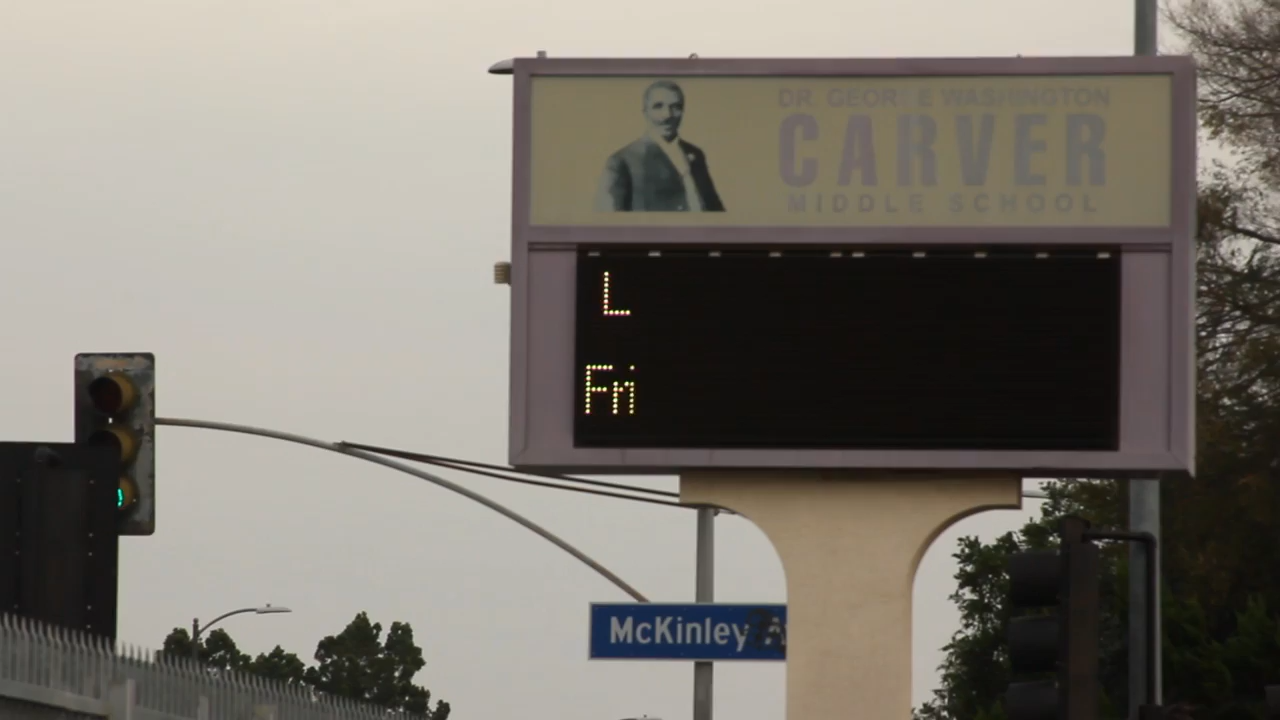 DR. GEORGE WASHINGTON
CARVER
MIDDLE SCHOOL
L
Fri
McKinley